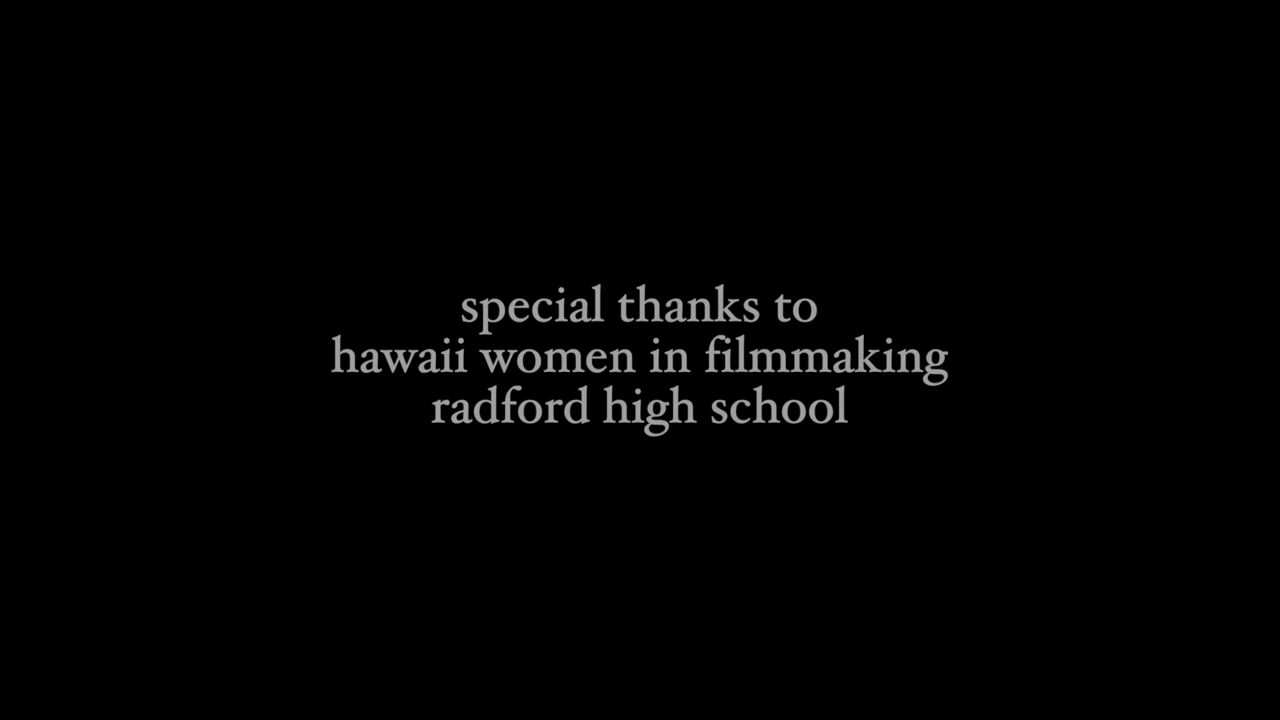 special thanks to
hawaii women in filmmaking
radford high school